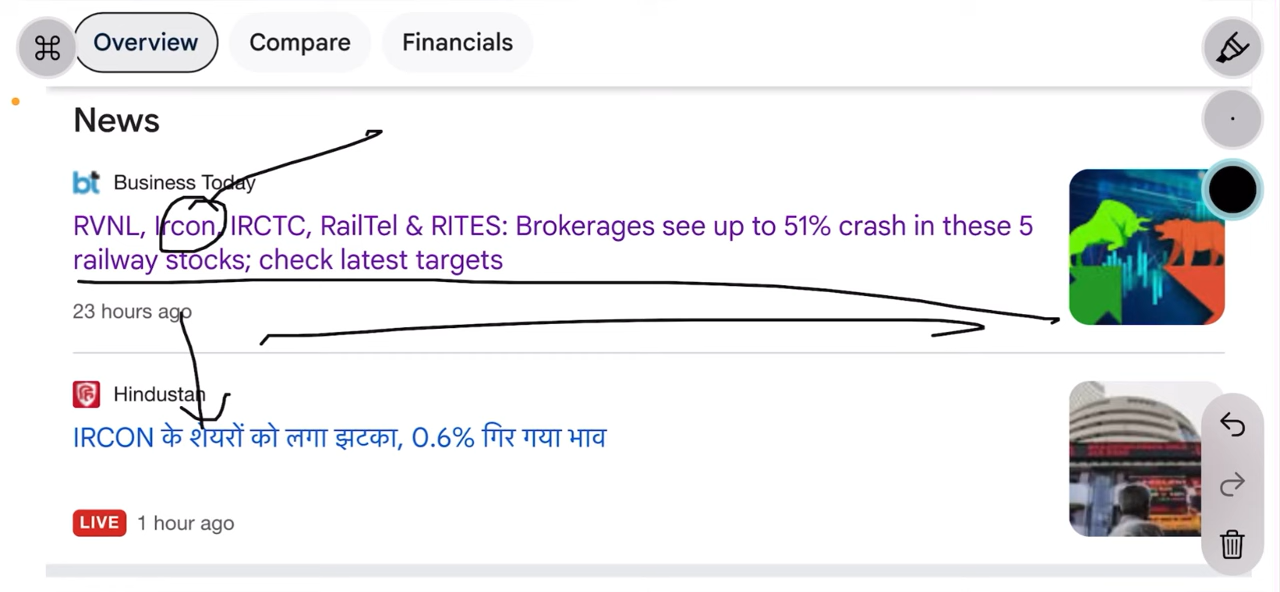 Overview Compare Financials
News
bt Business Today
RVNL, Ircon, IRCTC, RailTel & RITES: Brokerages see up to 51% crash in these 5
railway stocks; check latest targets
23 hours ago
Hindustan
IRCON के शेयरों को लगा झटका, 0.6% गिर गया भाव
LIVE 1 hour ago